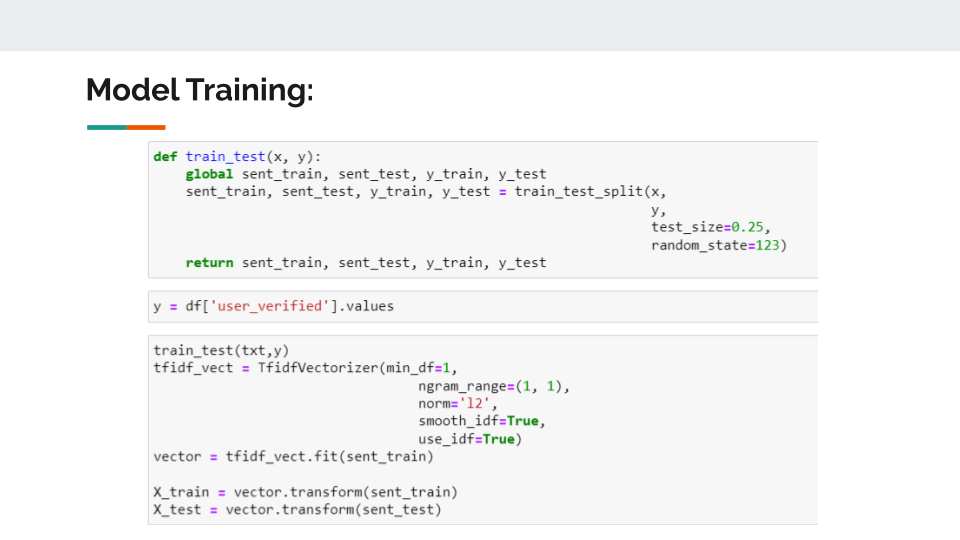 Model Training:
def train_test(x, y):
    global sent_train, sent_test, y_train, y_test
    sent_train, sent_test, y_train, y_test = train_test_split(x,
                                                              y,
                                                              test_size=0.25,
                                                              random_state=123)
    return sent_train, sent_test, y_train, y_test
y = df['user_verified'].values
train_test(txt,y)
tfidf_vect = TfidfVectorizer(min_df=1,
                                 ngram_range=(1, 1),
                                 norm='l2',
                                 smooth_idf=True,
                                 use_idf=True)
vector = tfidf_vect.fit(sent_train)
X_train = vector.transform(sent_train)
X_test = vector.transform(sent_test)